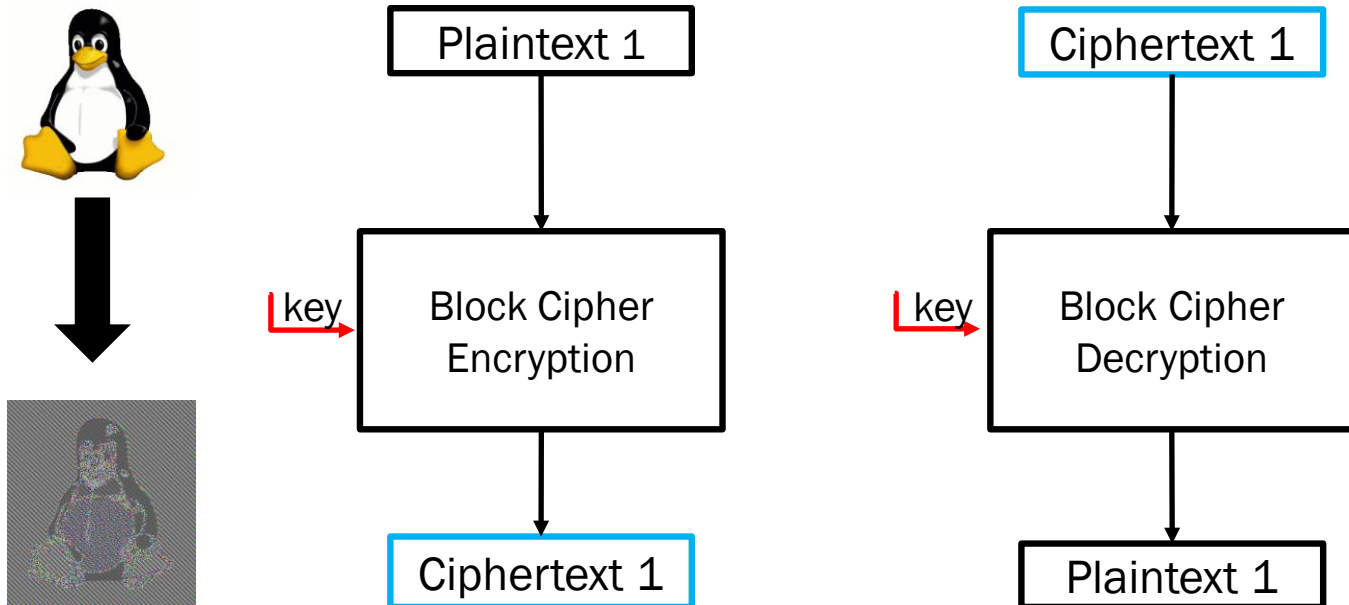 Plaintext 1
Ciphertext 1
key
Block Cipher
Encryption
key
Block Cipher
Decryption
Ciphertext 1
Plaintext 1